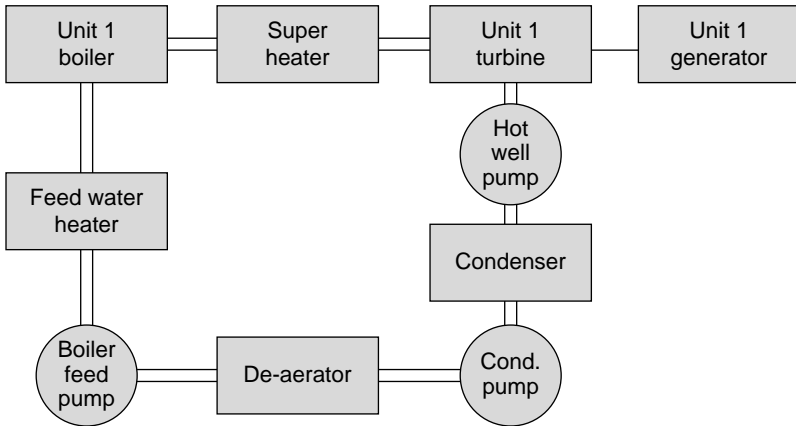 Unit 1
boiler
Super
heater
Unit 1
turbine
Unit 1
generator
Hot
well
pump
Feed water
heater
Condenser
Boiler
feed
pump
De-aerator
Cond.
pump